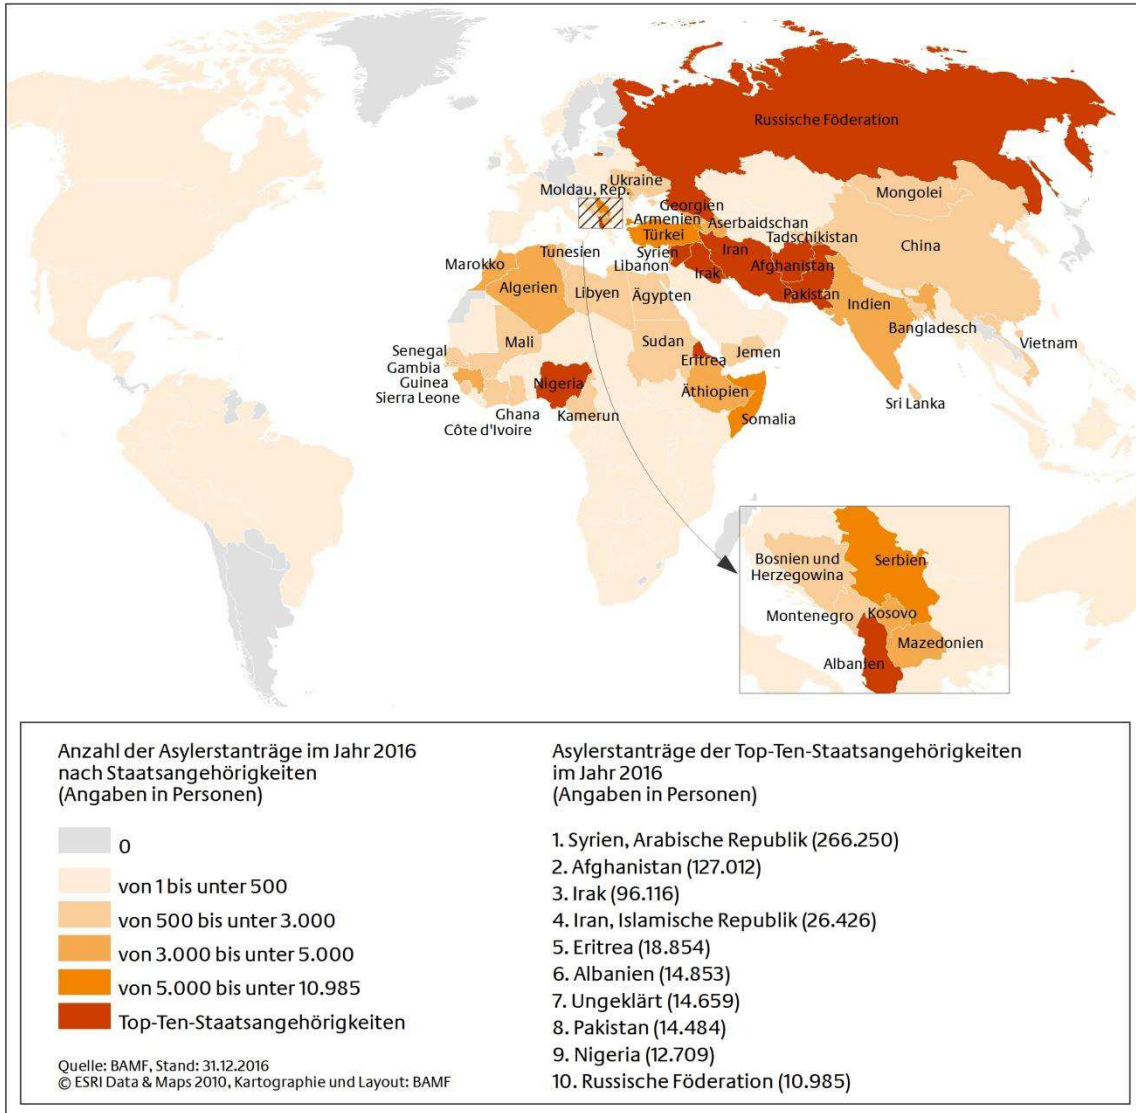 Russische Föderation
Ukraine
Moldau, Rep.
Mongolei
Georgien
Armenien
Aserbaidschan
Türkei
Tadschikistan
China
Tunesien
Syrien
Iran
Marokko
Libanon
Afghanistan
Irak
Algerien
Libyen
Ägypten
Pakistan
Indien
Bangladesch
Mali
Sudan
Vietnam
Senegal
Eritrea
Jemen
Gambia
Guinea
Nigeria
Äthiopien
Sierra Leone
Sri Lanka
Ghana
Kamerun
Somalia
Côte d'Ivoire
Bosnien und
Herzegowina
Serbien
Montenegro
Kosovo
Mazedonien
Albanien
Anzahl der Asylerstanträge im Jahr 2016
nach Staatsangehörigkeiten
(Angaben in Personen)
0
von 1 bis unter 500
von 500 bis unter 3.000
von 3.000 bis unter 5.000
von 5.000 bis unter 10.985
Top-Ten-Staatsangehörigkeiten
Quelle: BAMF, Stand: 31.12.2016
© ESRI Data & Maps 2010, Kartographie und Layout: BAMF
Asylerstanträge der Top-Ten-Staatsangehörigkeiten
im Jahr 2016
(Angaben in Personen)
1. Syrien, Arabische Republik (266.250)
2. Afghanistan (127.012)
3. Irak (96.116)
4. Iran, Islamische Republik (26.426)
5. Eritrea (18.854)
6. Albanien (14.853)
7. Ungeklärt (14.659)
8. Pakistan (14.484)
9. Nigeria (12.709)
10. Russische Föderation (10.985)